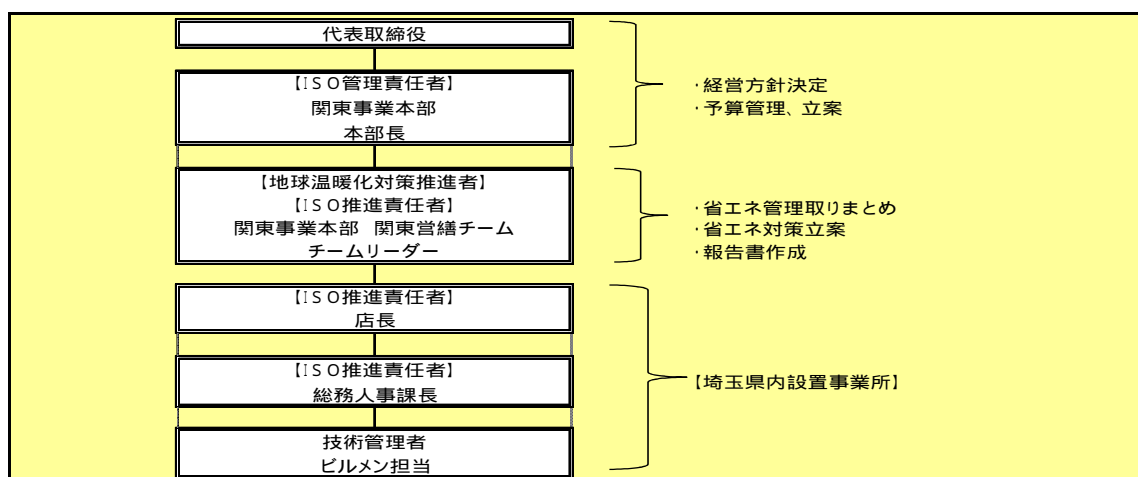 代表取締役
【ISO管理責任者】
関東事業本部
本部長
・経営方針決定
・予算管理、立案
【地球温暖化対策推進者】
【ISO推進責任者】
関東事業本部 関東営繕チーム
チームリーダー
・省エネ管理取りまとめ
・省エネ対策立案
・報告書作成
【ISO推進責任者】
店長
【ISO推進責任者】
総務人事課長
技術管理者
ビルメン担当
【埼玉県内設置事業所】